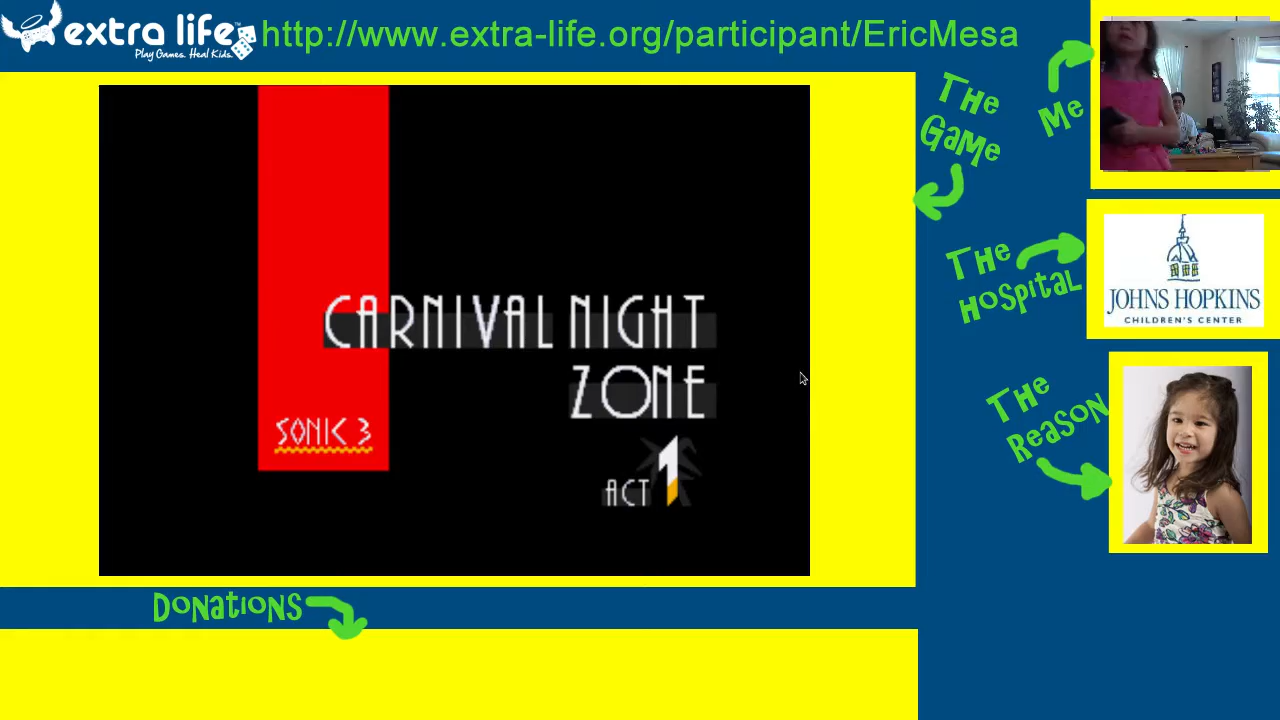 extra life
Play Games. Heal Kids.
http://www.extra-life.org/participant/EricMesa
The
Game
Me
CARNIVAL NIGHT
ZONE
SONIC 3
ACT 1
The
Hospital
JOHNS HOPKINS
CHILDREN'S CENTER
The
Reason
Donations